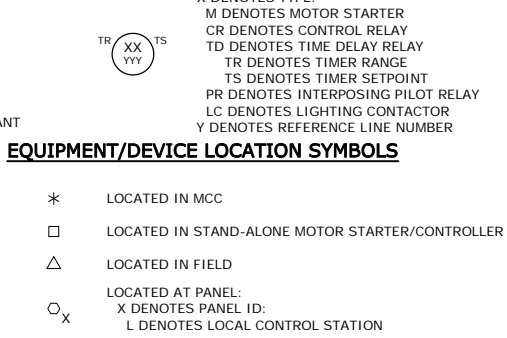 X DENOTES TYPE:
M DENOTES MOTOR STARTER
CR DENOTES CONTROL RELAY
TR XX TS
YYY
TD DENOTES TIME DELAY RELAY
TR DENOTES TIMER RANGE
TS DENOTES TIMER SETPOINT
PR DENOTES INTERPOSING PILOT RELAY
LC DENOTES LIGHTING CONTACTOR
ANT
Y DENOTES REFERENCE LINE NUMBER
EQUIPMENT/DEVICE LOCATION SYMBOLS
LOCATED IN MCC
LOCATED IN STAND-ALONE MOTOR STARTER/CONTROLLER
LOCATED IN FIELD
LOCATED AT PANEL:
X
X DENOTES PANEL ID:
L DENOTES LOCAL CONTROL STATION